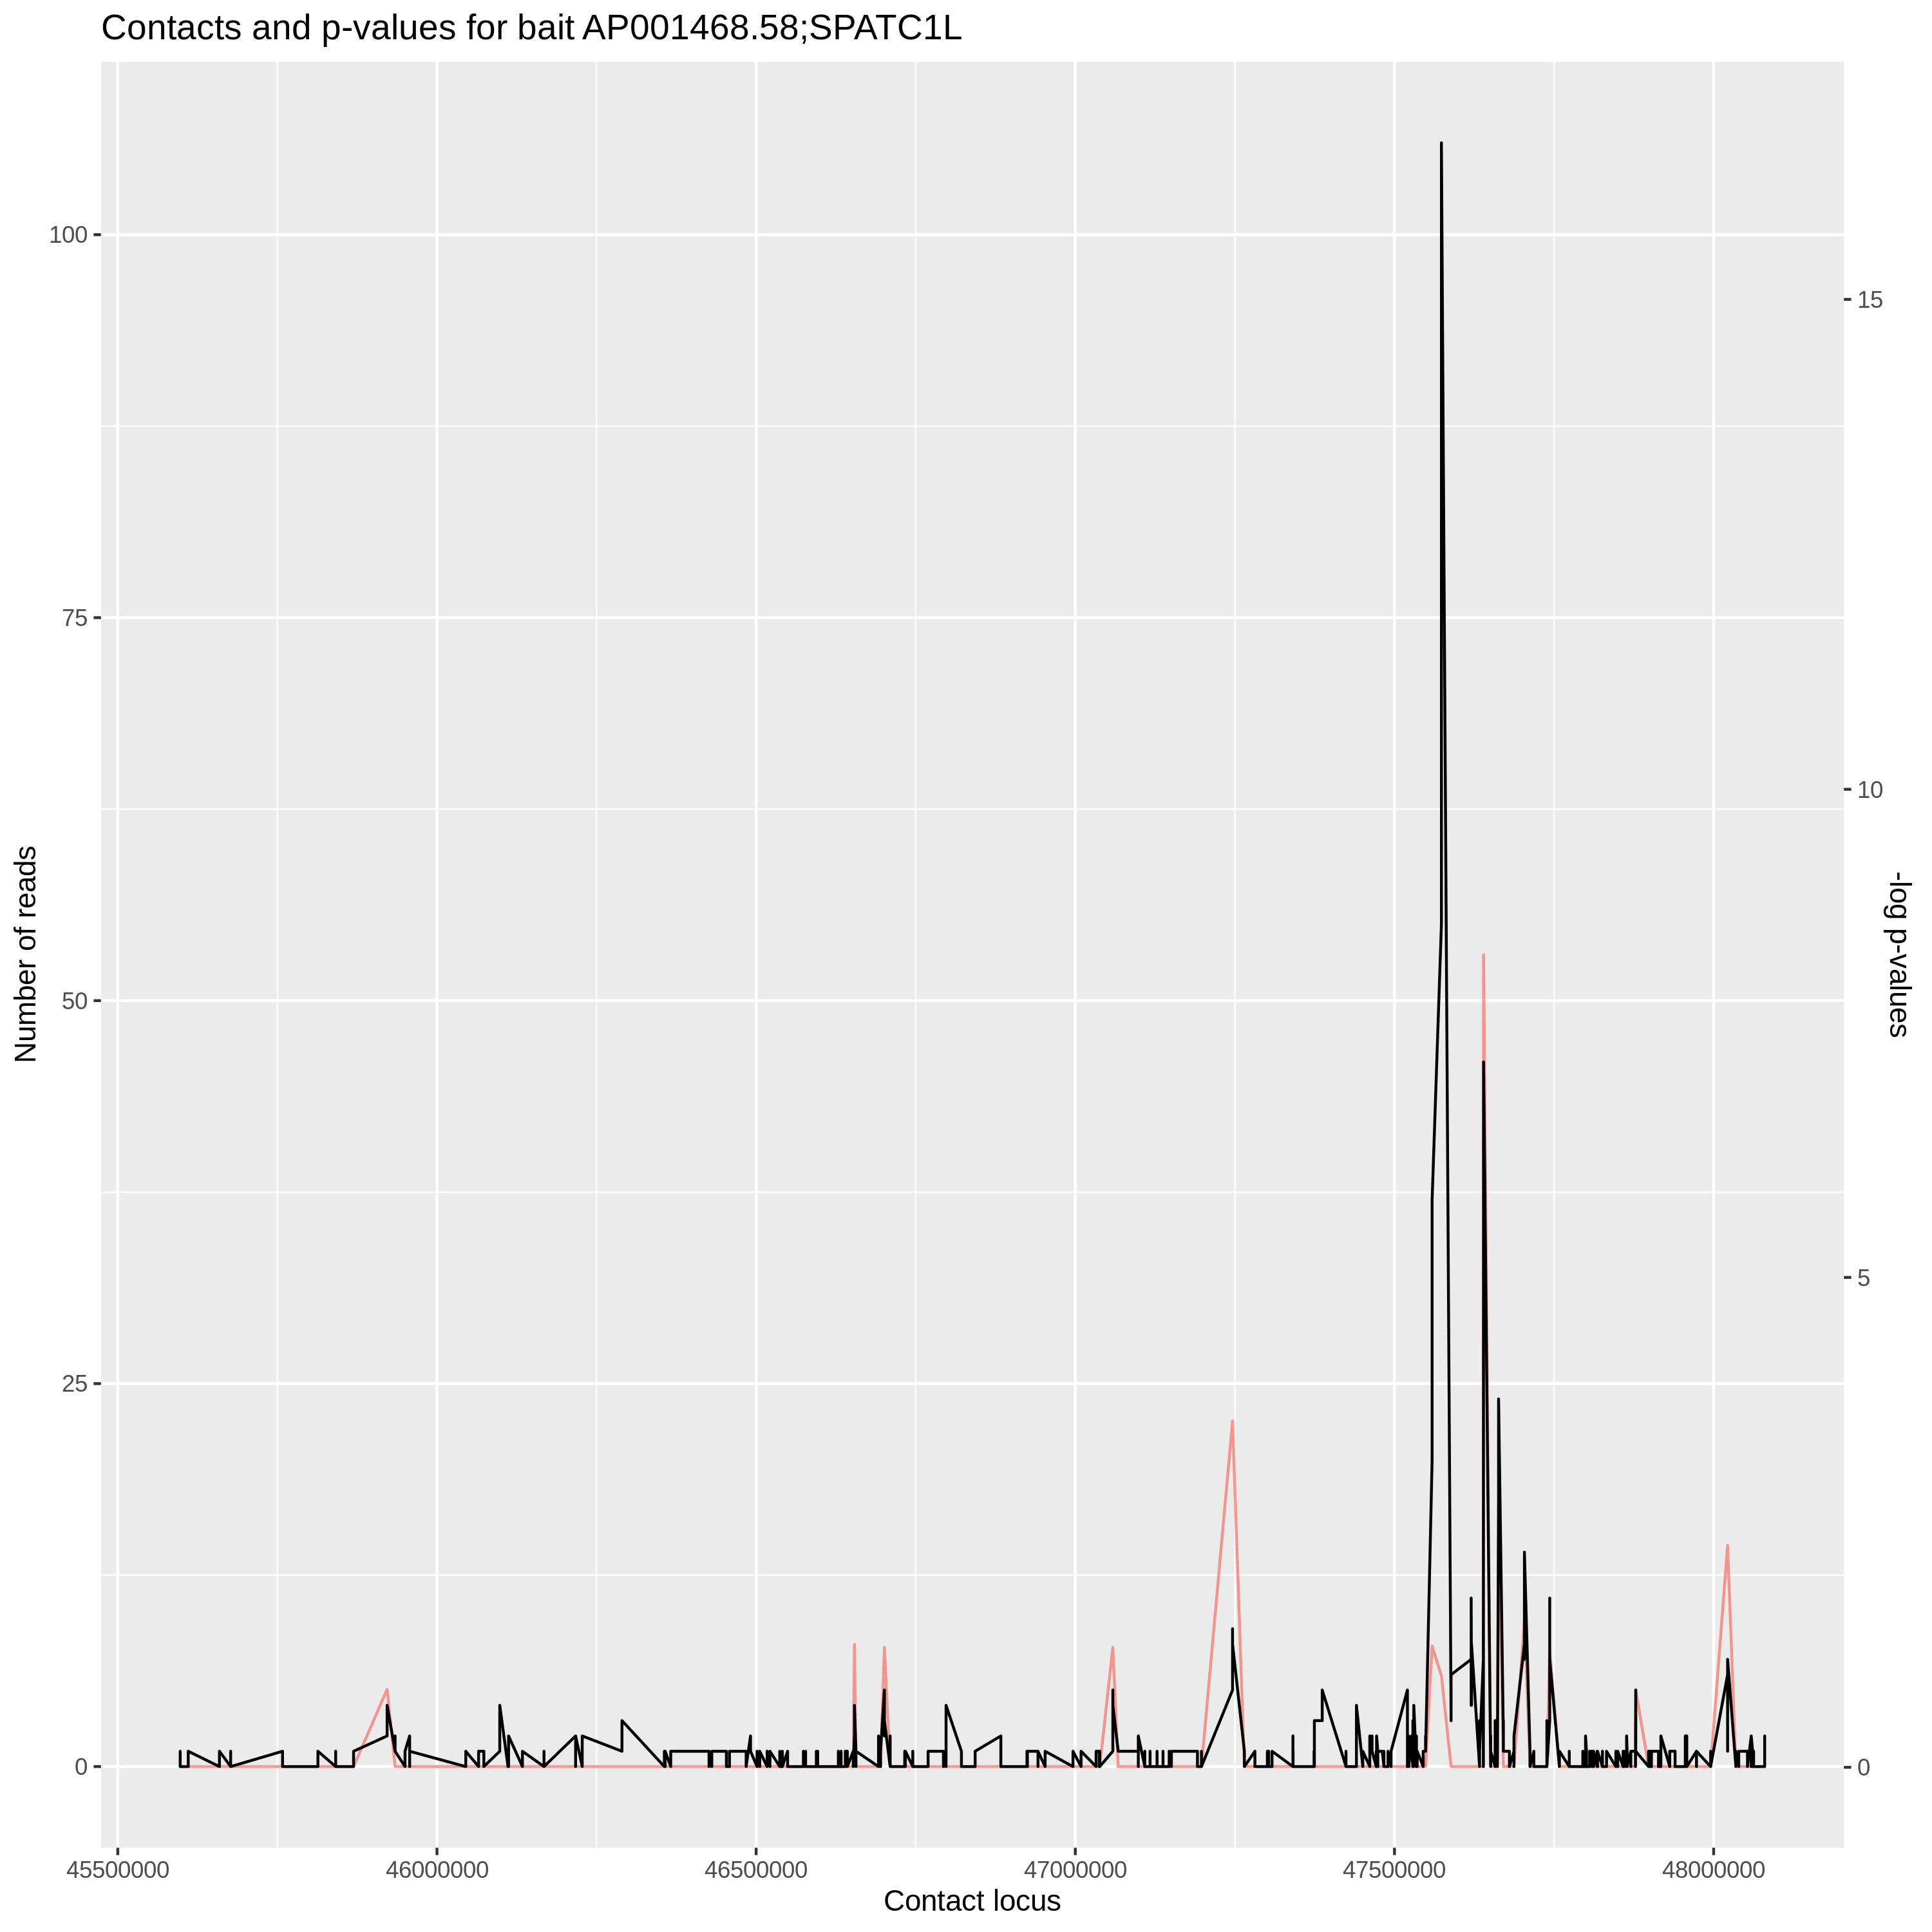 Contacts and p-values for bait AP001468.58;SPATC1L
100
75
50
25
0
Number of reads
15
10
5
0
-log p-values
45500000 46000000 46500000 47000000 47500000 48000000
Contact locus